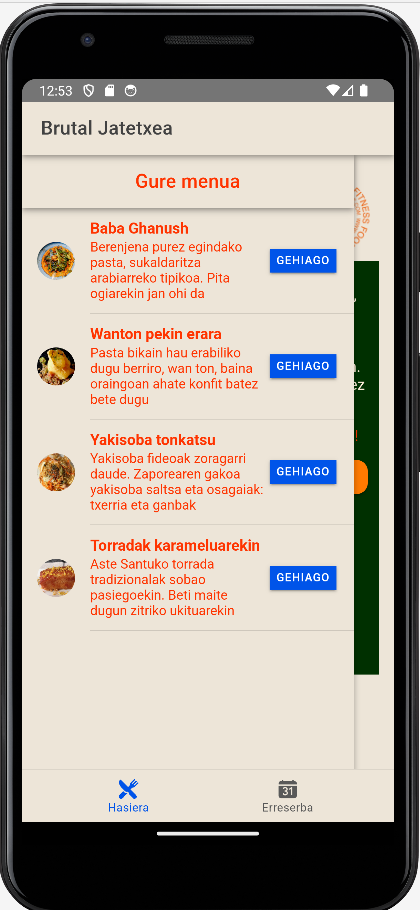 12:53
Brutal Jatetxea
Gure menua
FITNESS FOO
Baba Ghanush
Berenjena purez egindako
pasta, sukaldaritza
arabiarreko tipikoa. Pita
ogiarekin jan ohi da
GEHIAGO
Wanton pekin erara
Pasta bikain hau erabiliko
dugu berriro, wan ton, baina
oraingoan ahate konfit batez
bete dugu
GEHIAGO
Yakisoba tonkatsu
Yakisoba fideoak zoragarri
daude. Zaporearen gakoa
yakisoba saltsa eta osagaiak:
txerria eta ganbak
GEHIAGO
Torradak karameluarekin
Aste Santuko torrada
tradizionalak sobao
pasiegoekin. Beti maite
dugun zitriko ukituarekin
GEHIAGO
31
Hasiera
Erreserba